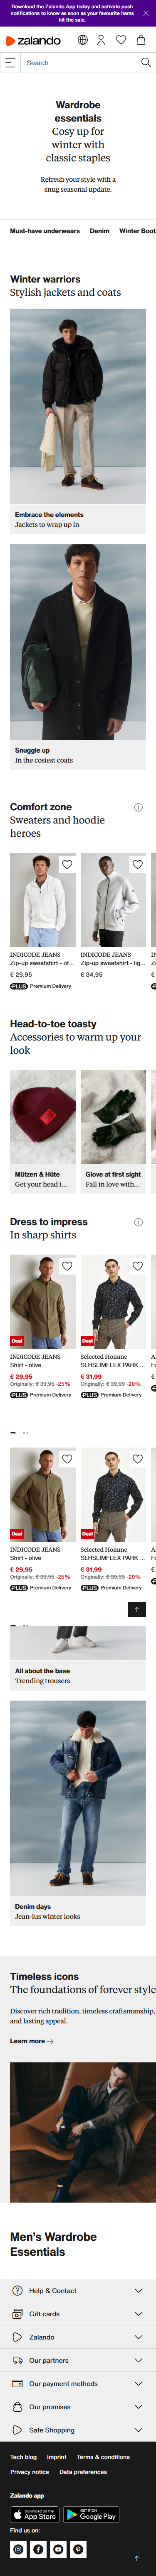 Download the Zalando App today and activate push
notifications to know as soon as your favourite items
hit the sale.
zalando
Search
Wardrobe
essentials
Cosy up for
winter with
classic staples
Refresh your style with a
snug seasonal update.
Must-have underwears
Denim
Winter Boot
Winter warriors
Stylish jackets and coats
Embrace the elements
Jackets to wrap up in
Snuggle up
In the cosiest coats
Comfort zone
Sweaters and hoodie
heroes
INDICODE JEANS
Zip-up sweatshirt - of...
€ 29,95
PLUS Premium Delivery
INDICODE JEANS
Zip-up sweatshirt - lig...
€ 34,95
Head-to-toe toasty
Accessories to warm up your
look
Mützen & Hüte
Get your head i...
Glove at first sight
Fall in love with...
Dress to impress
In sharp shirts
Deal
INDICODE JEANS
Shirt - olive
€ 29,95
Originally: € 39,95 -25%
PLUS Premium Delivery
Deal
Selected Homme
SLHSLIMFLEX PARK ...
€ 31,99
Originally: € 39,99 -20%
PLUS Premium Delivery
Deal
INDICODE JEANS
Shirt - olive
€ 29,95
Originally: € 39,95 -25%
PLUS Premium Delivery
Deal
Selected Homme
SLHSLIMFLEX PARK ...
€ 31,99
Originally: € 39,99 -20%
PLUS Premium Delivery
All about the base
Trending trousers
Denim days
Jean-ius winter looks
Timeless icons
The foundations of forever style
Discover rich tradition, timeless craftsmanship,
and lasting appeal.
Learn more
Men's Wardrobe
Essentials
Help & Contact
Gift cards
Zalando
Our partners
Our payment methods
Our promises
Safe Shopping
Tech blog
Imprint
Terms & conditions
Privacy notice
Data preferences
Zalando app
Download on the
App Store
GET IT ON
Google Play
Find us on: